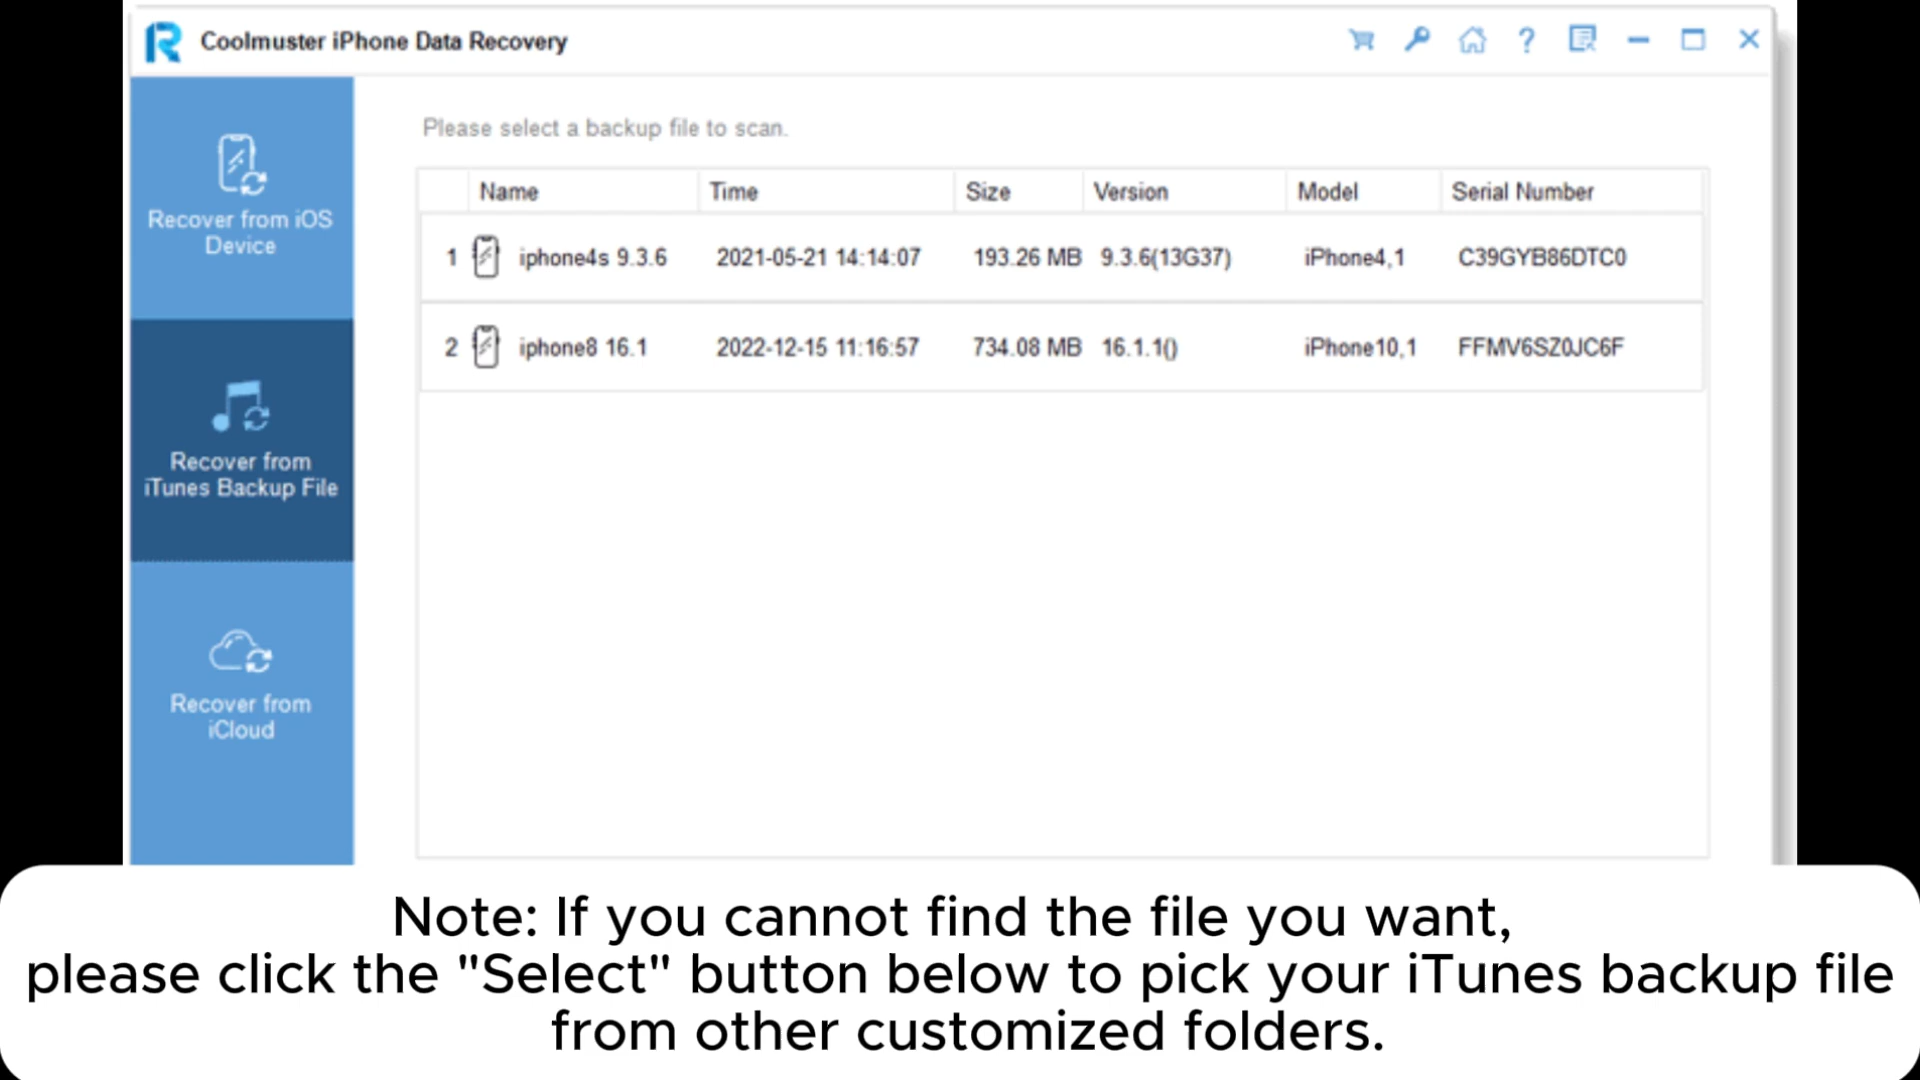 Coolmuster iPhone Data Recovery
Recover from iOS
Device
Recover from
iTunes Backup File
Recover from
iCloud
Please select a backup file to scan.
Name Time Size Version Model Serial Number
1 iphone4s 9.3.6 2021-05-21 14:14:07 193.26 MB 9.3.6(13G37) iPhone4,1 C39GYB86DTC0
2 iphone8 16.1 2022-12-15 11:16:57 734.08 MB 16.1.1() iPhone10,1 FFMV6SZ0JC6F
Note: If you cannot find the file you want,
please click the "Select" button below to pick your iTunes backup file
from other customized folders.